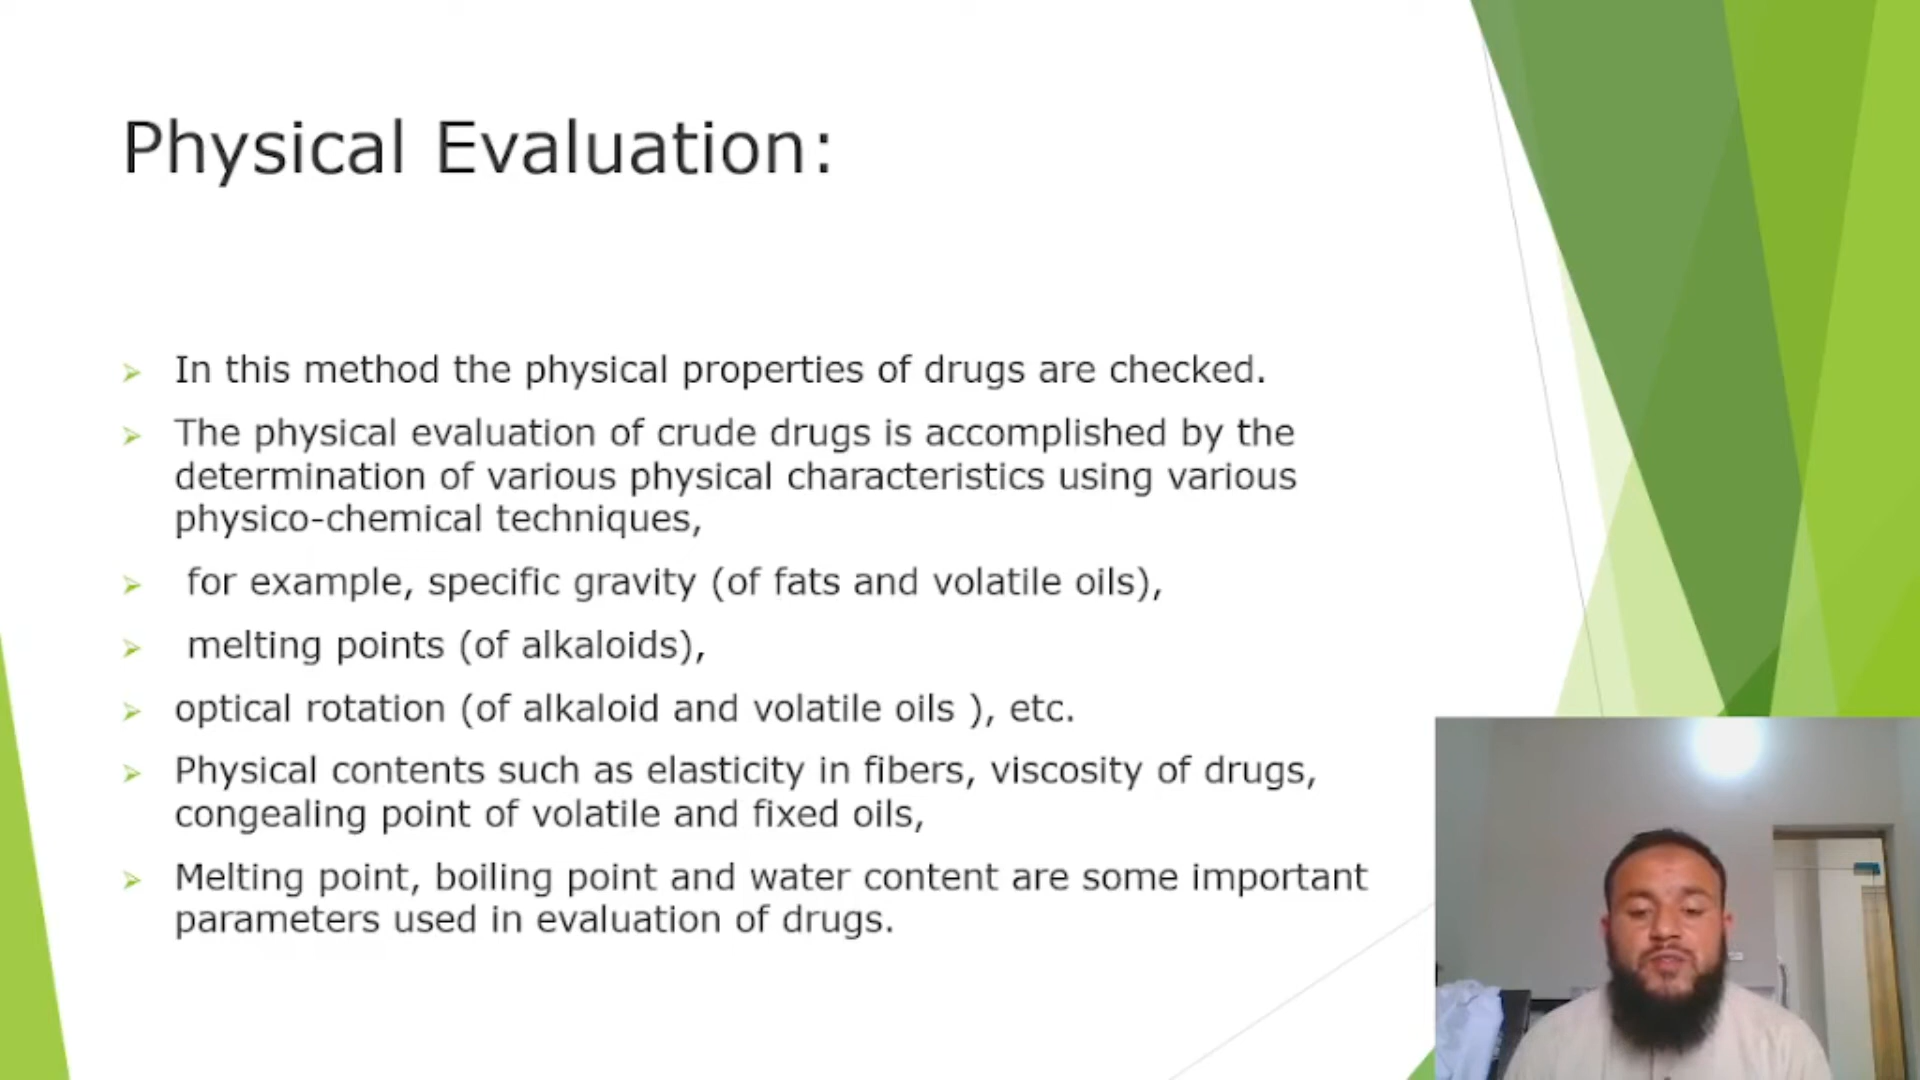 Physical Evaluation:
In this method the physical properties of drugs are checked.
The physical evaluation of crude drugs is accomplished by the
determination of various physical characteristics using various
physico-chemical techniques,
for example, specific gravity (of fats and volatile oils),
melting points (of alkaloids),
optical rotation (of alkaloid and volatile oils ), etc.
Physical contents such as elasticity in fibers, viscosity of drugs,
congealing point of volatile and fixed oils,
Melting point, boiling point and water content are some important
parameters used in evaluation of drugs.